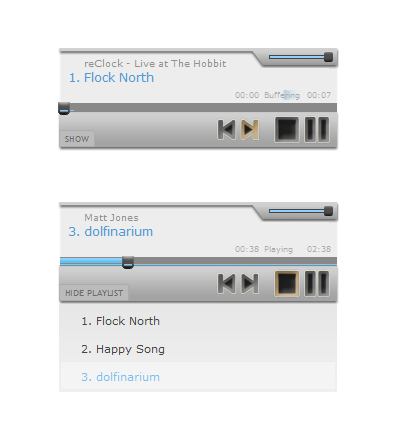 reClock - Live at The Hobbit
1. Flock North
00:00 Buffering 00:07
SHOW
Matt Jones
3. dolfinarium
00:38 Playing 02:38
HIDE PLAYLIST
1. Flock North
2. Happy Song
3. dolfinarium